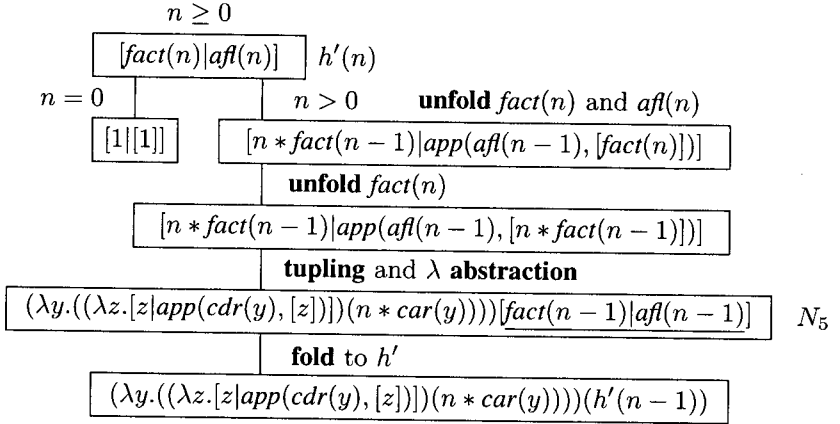 n ≥ 0
[fact(n)|afl(n)] h′(n)
n = 0 n > 0 unfold fact(n) and afl(n)
[1|[1]] [n * fact(n − 1)|app(afl(n − 1), [fact(n)])]
unfold fact(n)
[n * fact(n − 1)|app(afl(n − 1), [n * fact(n − 1)])]
tupling and λ abstraction
(λy.((λz.[z|app(cdr(y), [z])])(n * car(y))))[fact(n − 1)|afl(n − 1)] N₅
fold to h′
(λy.((λz.[z|app(cdr(y), [z])])(n * car(y))))(h′(n − 1))